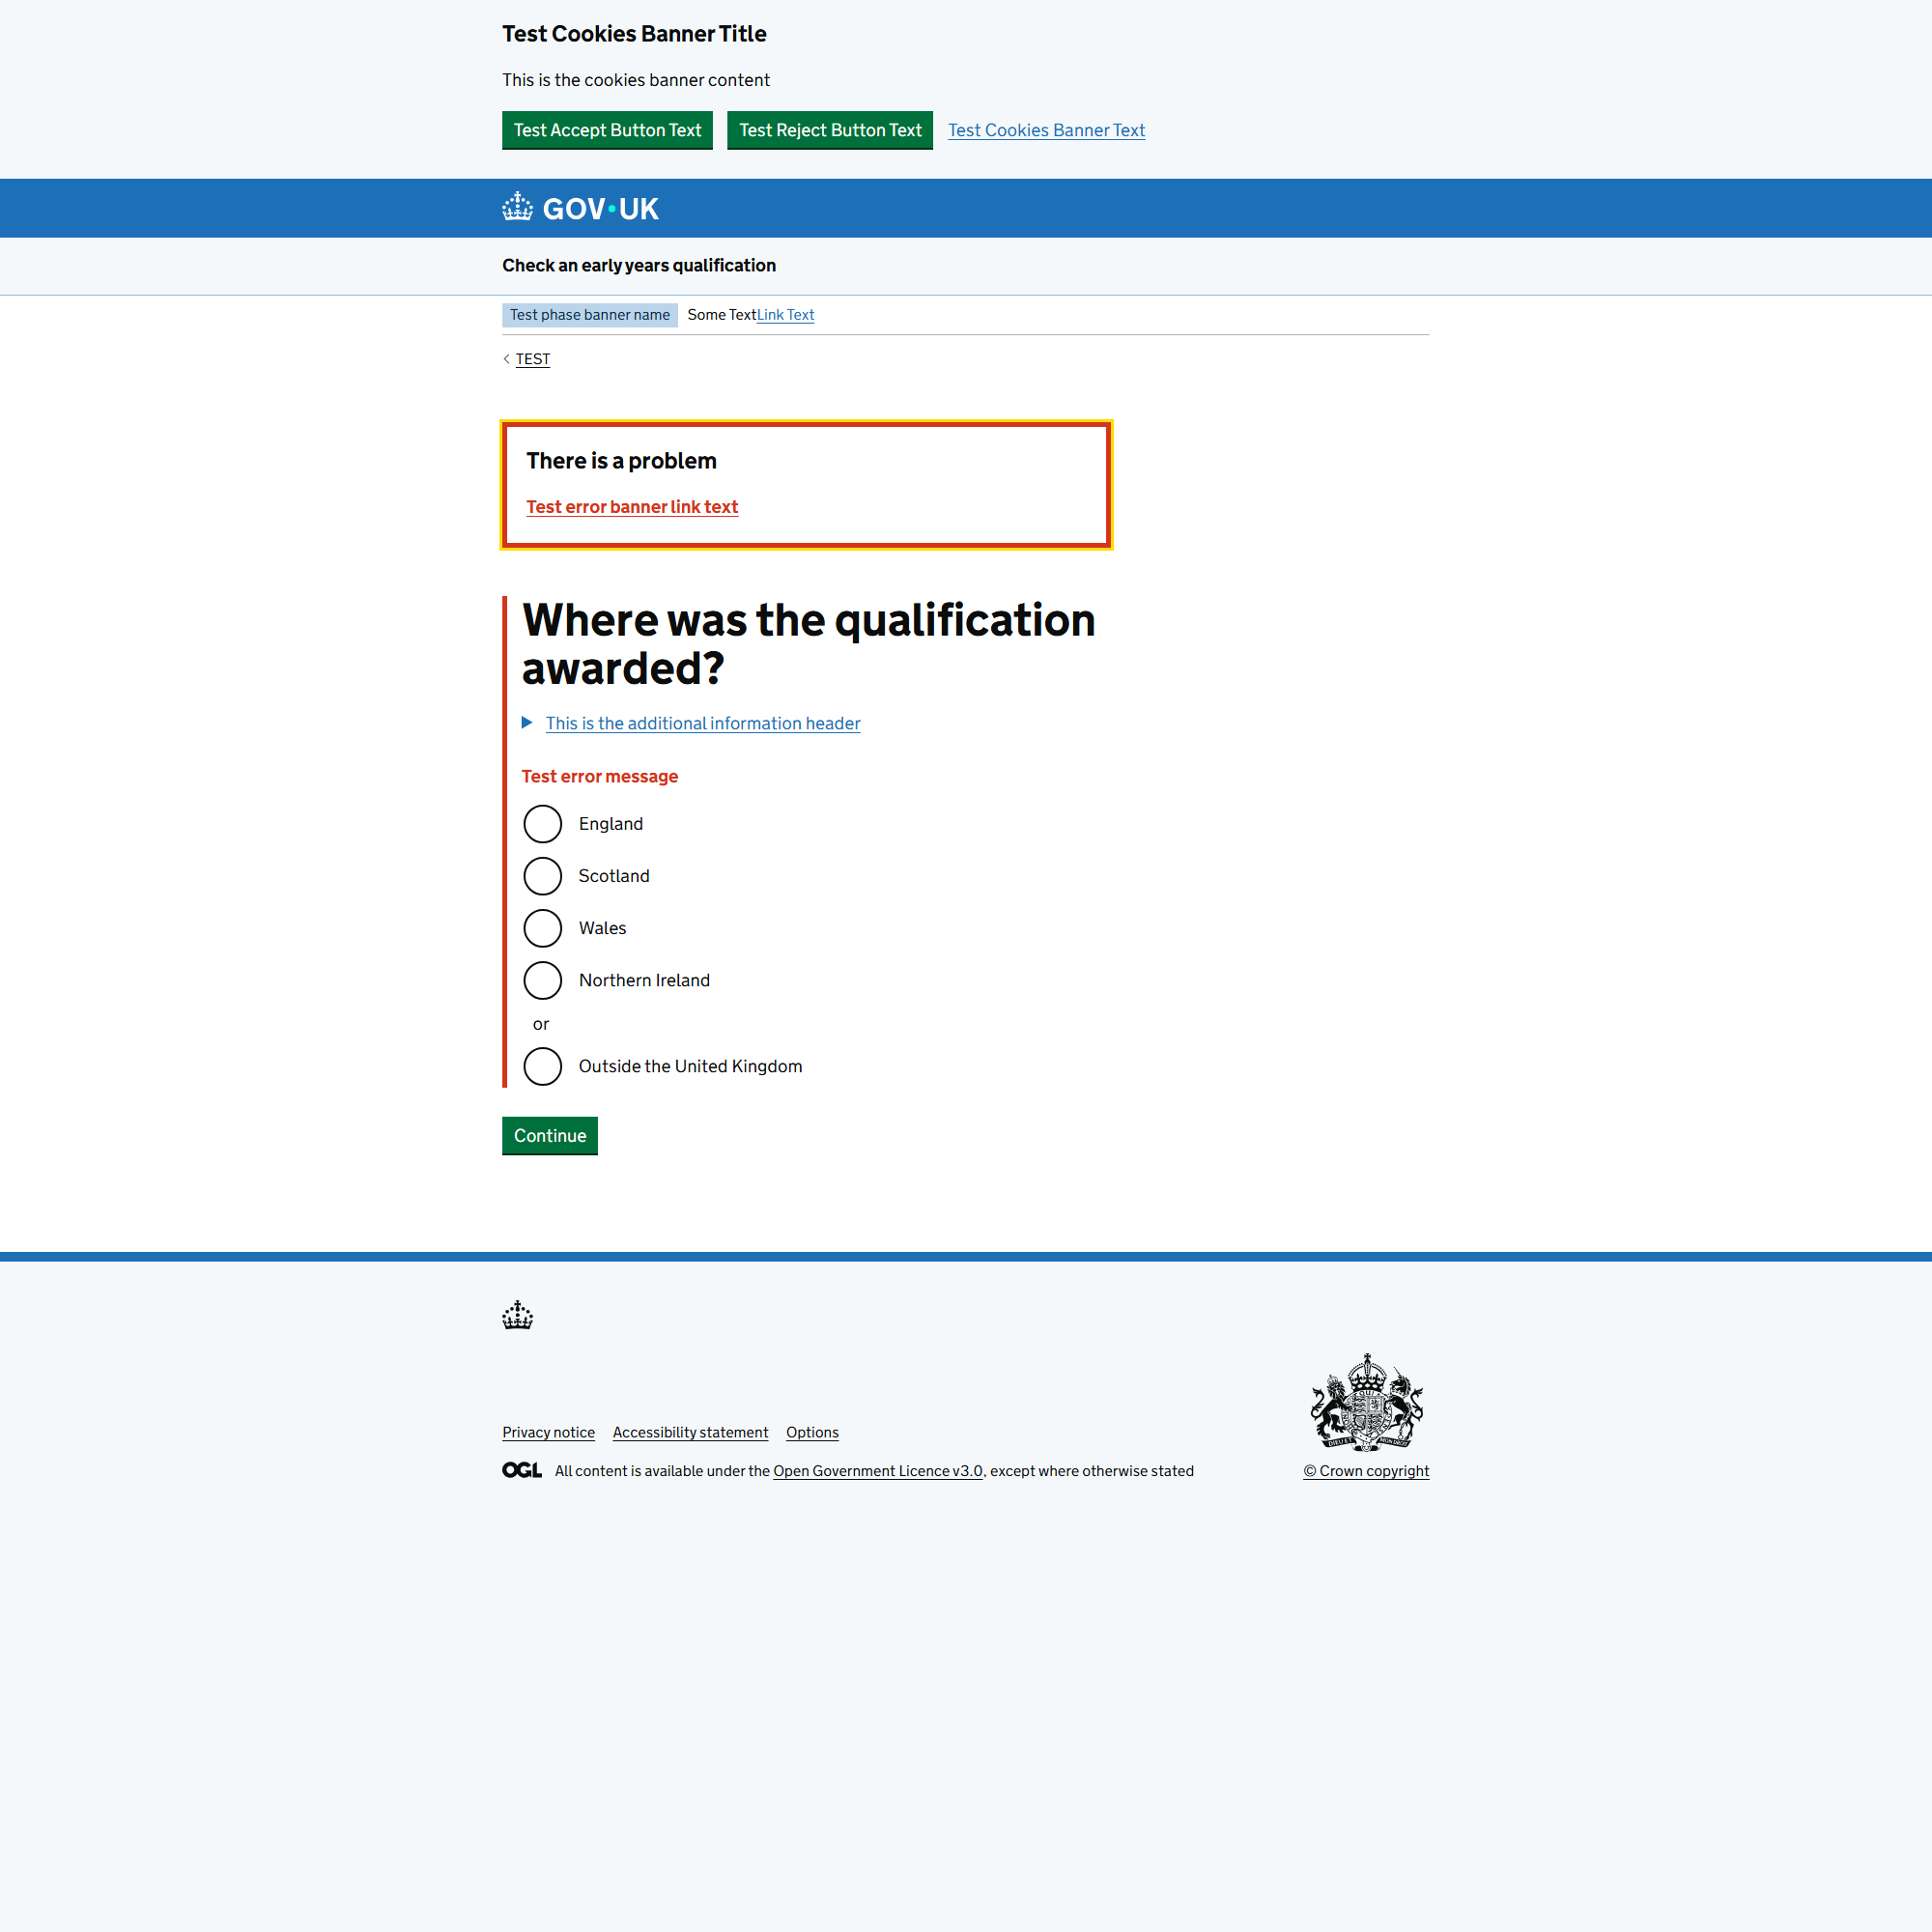 Test Cookies Banner Title
This is the cookies banner content
Test Accept Button Text Test Reject Button Text Test Cookies Banner Text
GOV·UK
Check an early years qualification
Test phase banner name Some TextLink Text
TEST
There is a problem
Test error banner link text
Where was the qualification
awarded?
This is the additional information header
Test error message
England
Scotland
Wales
Northern Ireland
or
Outside the United Kingdom
Continue
Privacy notice Accessibility statement Options
OGL All content is available under the Open Government Licence v3.0, except where otherwise stated
© Crown copyright